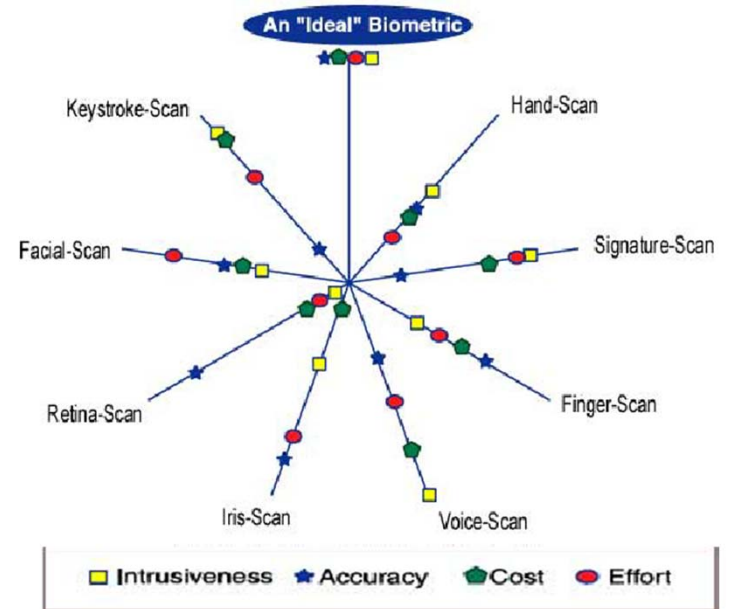 An "Ideal" Biometric
Keystroke-Scan
Hand-Scan
Facial-Scan
Signature-Scan
Retina-Scan
Finger-Scan
Iris-Scan
Voice-Scan
Intrusiveness Accuracy Cost Effort